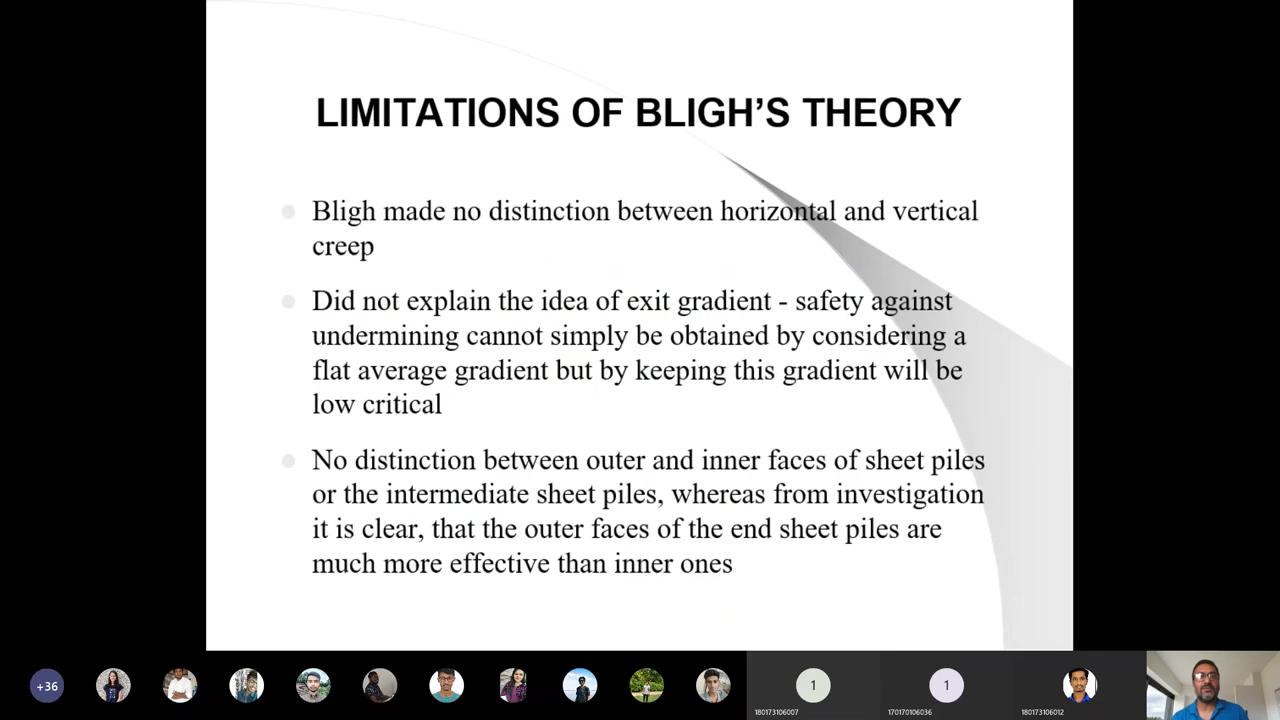 LIMITATIONS OF BLIGH’S THEORY
Bligh made no distinction between horizontal and vertical
creep
Did not explain the idea of exit gradient - safety against
undermining cannot simply be obtained by considering a
flat average gradient but by keeping this gradient will be
low critical
No distinction between outer and inner faces of sheet piles
or the intermediate sheet piles, whereas from investigation
it is clear, that the outer faces of the end sheet piles are
much more effective than inner ones
+36
1
1
180173106007
170170106036
180173106012